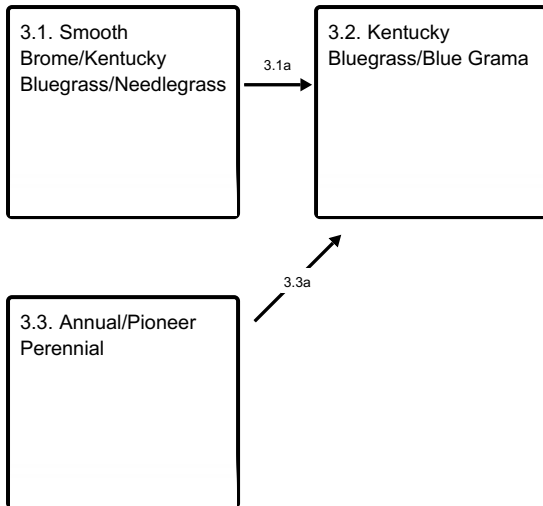 3.1. Smooth
Brome/Kentucky
Bluegrass/Needlegrass
3.1a
3.2. Kentucky
Bluegrass/Blue Grama
3.3a
3.3. Annual/Pioneer
Perennial